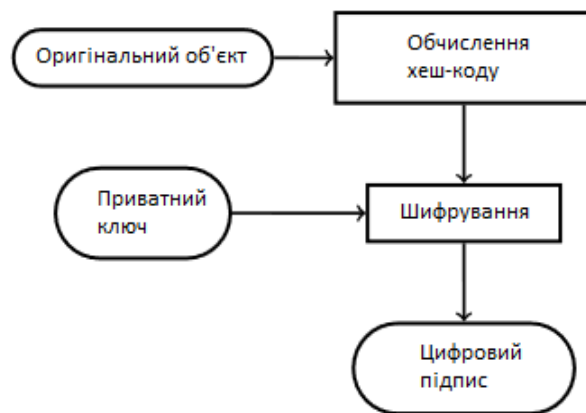 Оригінальний об'єкт
Обчислення
хеш-коду
Приватний
ключ
Шифрування
Цифровий
підпис